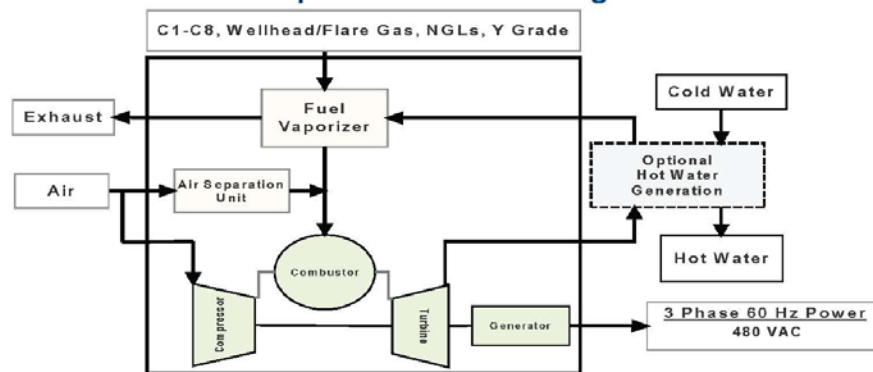 C1-C8, Wellhead/Flare Gas, NGLs, Y Grade
Exhaust
Fuel
Vaporizer
Cold Water
Air
Air Separation
Unit
Optional
Hot Water
Generation
Combustor
Hot Water
Compressor
Turbine
Generator
3 Phase 60 Hz Power
480 VAC